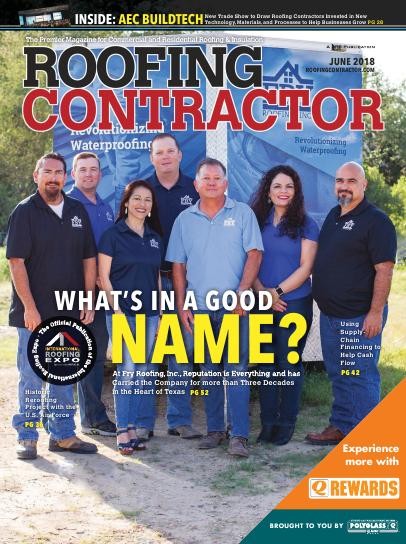 INSIDE: AEC BUILDTECH
New Trade Show to Draw Roofing Contractors Invested in New
Technology, Materials, and Processes to Help Businesses Grow PG 28
The Premier Magazine for Commercial and Residential Roofing & Insulation
PUBLICATION
ROOFING
JUNE 2018
ROOFINGCONTRACTOR.COM
CONTRACTOR
ROOFING, INC.
Revolutionizing
Waterproofing
Revolutionizing
Waterproofing
WHAT'S IN A GOOD
NAME?
At Fry Roofing, Inc., Reputation is Everything and has
Carried the Company for more than Three Decades
in the Heart of Texas PG 52
The Official Publication of the International Roofing Expo
INTERNATIONAL
ROOFING
EXPO
Historic
Reroofing
Project with the
U.S. Air Force
PG 36
Using
Supply
Chain
Financing to
Help Cash
Flow
PG 42
Experience
more with
Q REWARDS
BROUGHT TO YOU BY
POLYGLASS